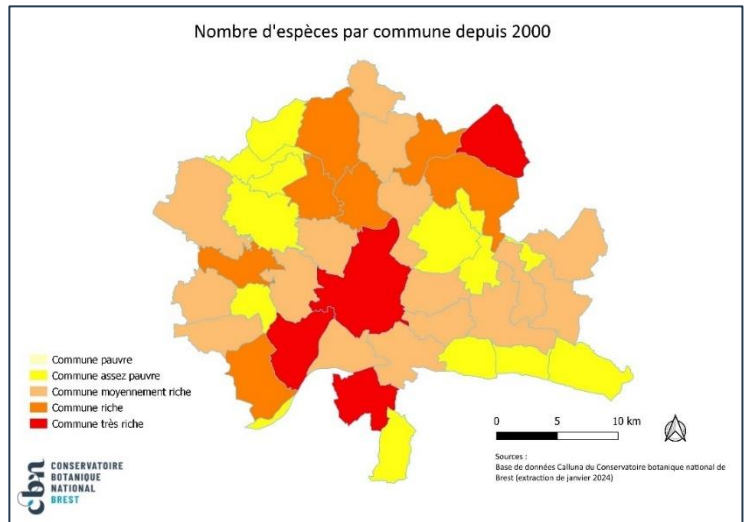 Nombre d'espèces par commune depuis 2000
Commune pauvre
Commune assez pauvre
Commune moyennement riche
Commune riche
Commune très riche
0 5 10 km
Sources :
Base de données Calluna du Conservatoire botanique national de
Brest (extraction de janvier 2024)
cbn
CONSERVATOIRE
BOTANIQUE
NATIONAL
BREST